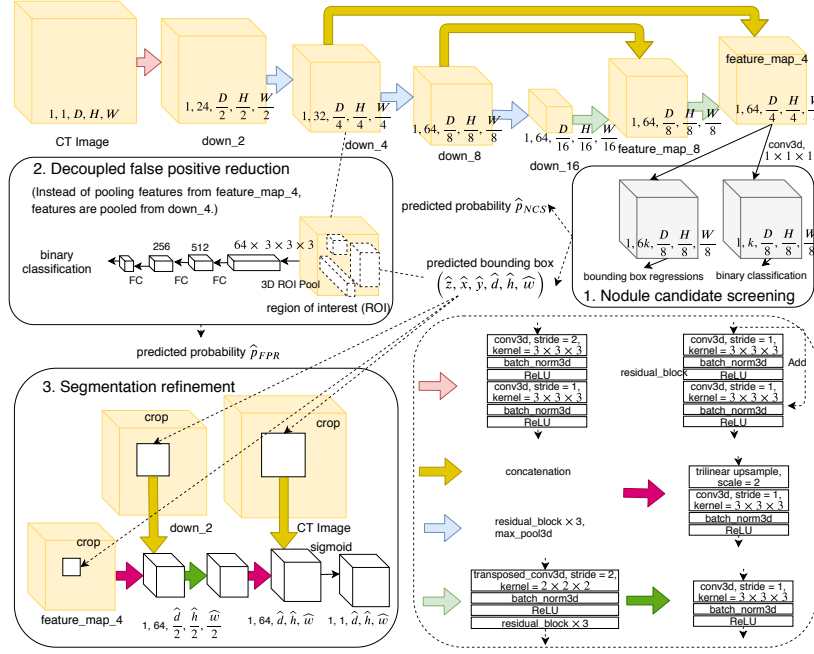 1, 1, D, H, W
CT Image
1, 24, D/2, H/2, W/2
down_2
1, 32, D/4, H/4, W/4
down_4
1, 64, D/8, H/8, W/8
down_8
1, 64, D/16, H/16, W/16
down_16
1, 64, D/8, H/8, W/8
feature_map_8
feature_map_4
1, 64, D/4, H/4, W/4
conv3d,
1 × 1 × 1
2. Decoupled false positive reduction
(Instead of pooling features from feature_map_4,
features are pooled from down_4.)
binary
classification
FC
256
FC
512
FC
64 × 3 × 3 × 3
3D ROI Pool
region of interest (ROI)
predicted probability p̂_NCS
predicted bounding box
(ẑ, x̂, ŷ, d̂, ĥ, ŵ)
predicted probability p̂_FPR
1, 6k, D/8, H/8, W/8
bounding box regressions
1, k, D/8, H/8, W/8
binary classification
1. Nodule candidate screening
3. Segmentation refinement
crop
down_2
crop
CT Image
crop
feature_map_4
sigmoid
1, 64, d̂/2, ĥ/2, ŵ/2
1, 64, d̂, ĥ, ŵ
1, 1, d̂, ĥ, ŵ
conv3d, stride = 2,
kernel = 3 × 3 × 3
batch_norm3d
ReLU
conv3d, stride = 1,
kernel = 3 × 3 × 3
batch_norm3d
ReLU
residual_block
conv3d, stride = 1,
kernel = 3 × 3 × 3
batch_norm3d
ReLU
conv3d, stride = 1,
kernel = 3 × 3 × 3
batch_norm3d
ReLU
Add
concatenation
trilinear upsample,
scale = 2
conv3d, stride = 1,
kernel = 3 × 3 × 3
batch_norm3d
ReLU
residual_block × 3,
max_pool3d
transposed_conv3d, stride = 2,
kernel = 2 × 2 × 2
batch_norm3d
ReLU
residual_block × 3
conv3d, stride = 1,
kernel = 3 × 3 × 3
batch_norm3d
ReLU